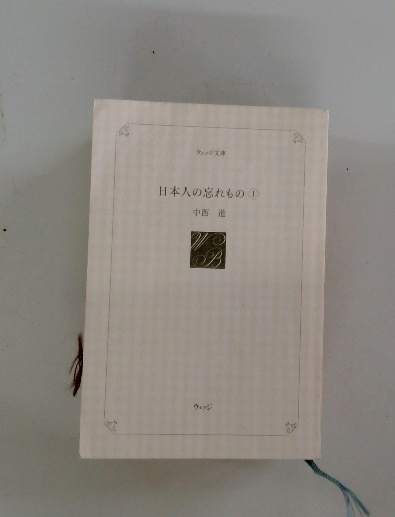 ウェッジ文庫
日本人の忘れもの①
中西 進
WB
ウェッジ